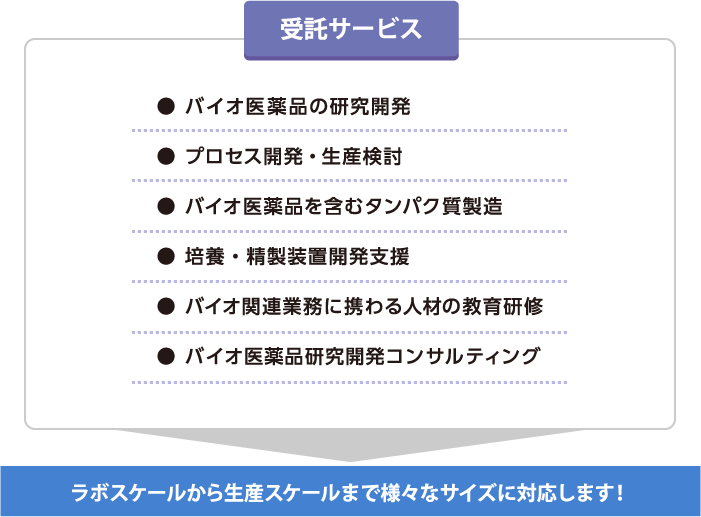 受託サービス
● バイオ医薬品の研究開発
● プロセス開発・生産検討
● バイオ医薬品を含むタンパク質製造
● 培養・精製装置開発支援
● バイオ関連業務に携わる人材の教育研修
● バイオ医薬品研究開発コンサルティング
ラボスケールから生産スケールまで様々なサイズに対応します！